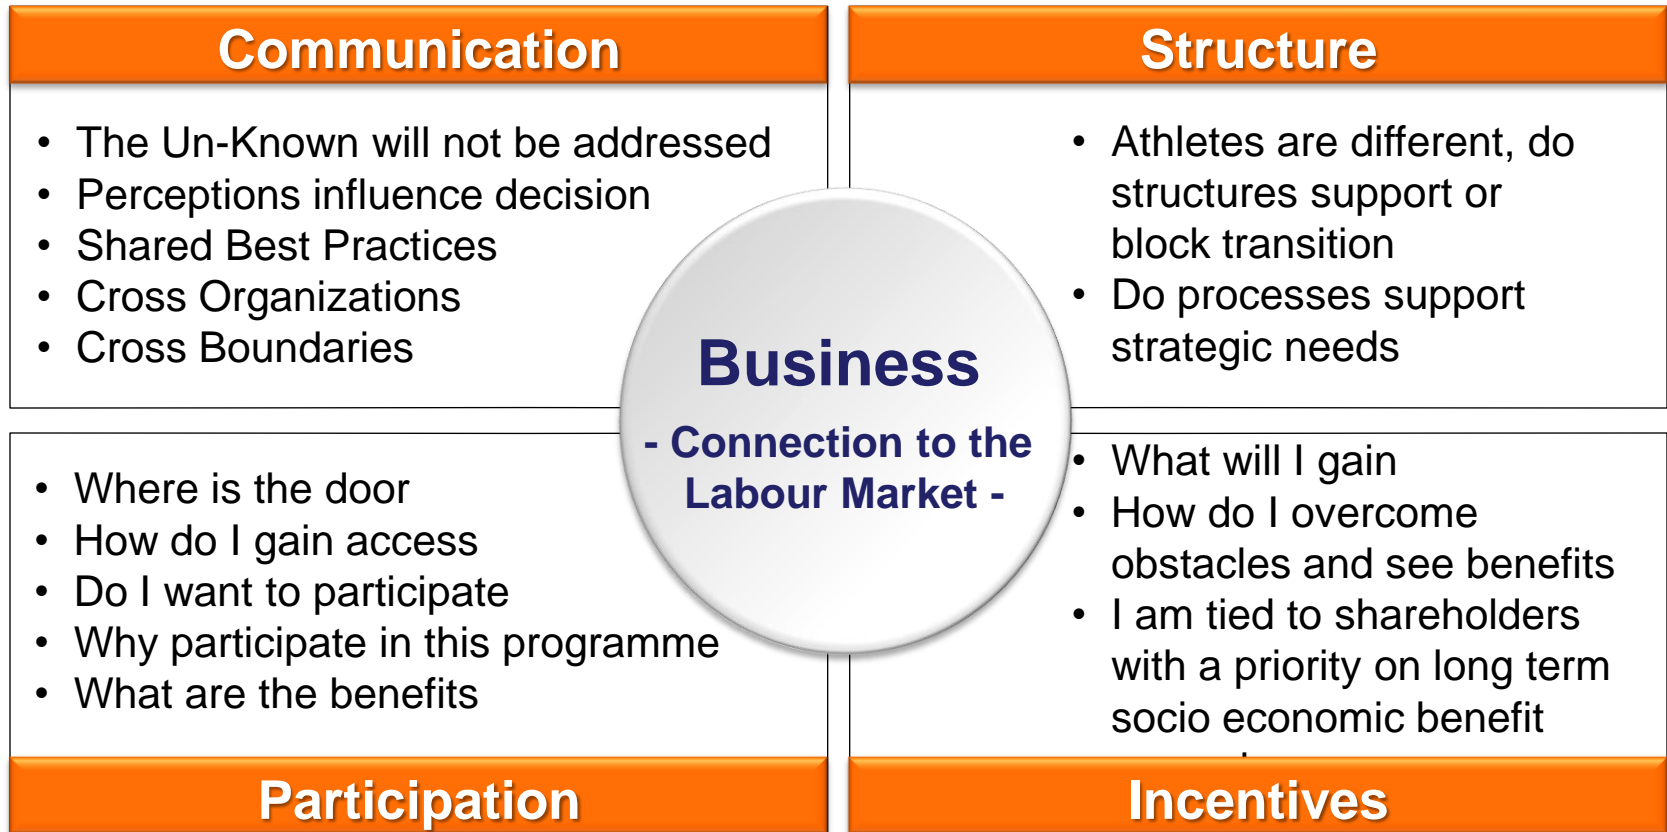 Communication
• The Un-Known will not be addressed
• Perceptions influence decision
• Shared Best Practices
• Cross Organizations
• Cross Boundaries
Structure
• Athletes are different, do
structures support or
block transition
• Do processes support
strategic needs
Business
- Connection to the
Labour Market -
• Where is the door
• How do I gain access
• Do I want to participate
• Why participate in this programme
• What are the benefits
Participation
• What will I gain
• How do I overcome
obstacles and see benefits
• I am tied to shareholders
with a priority on long term
socio economic benefit
Incentives